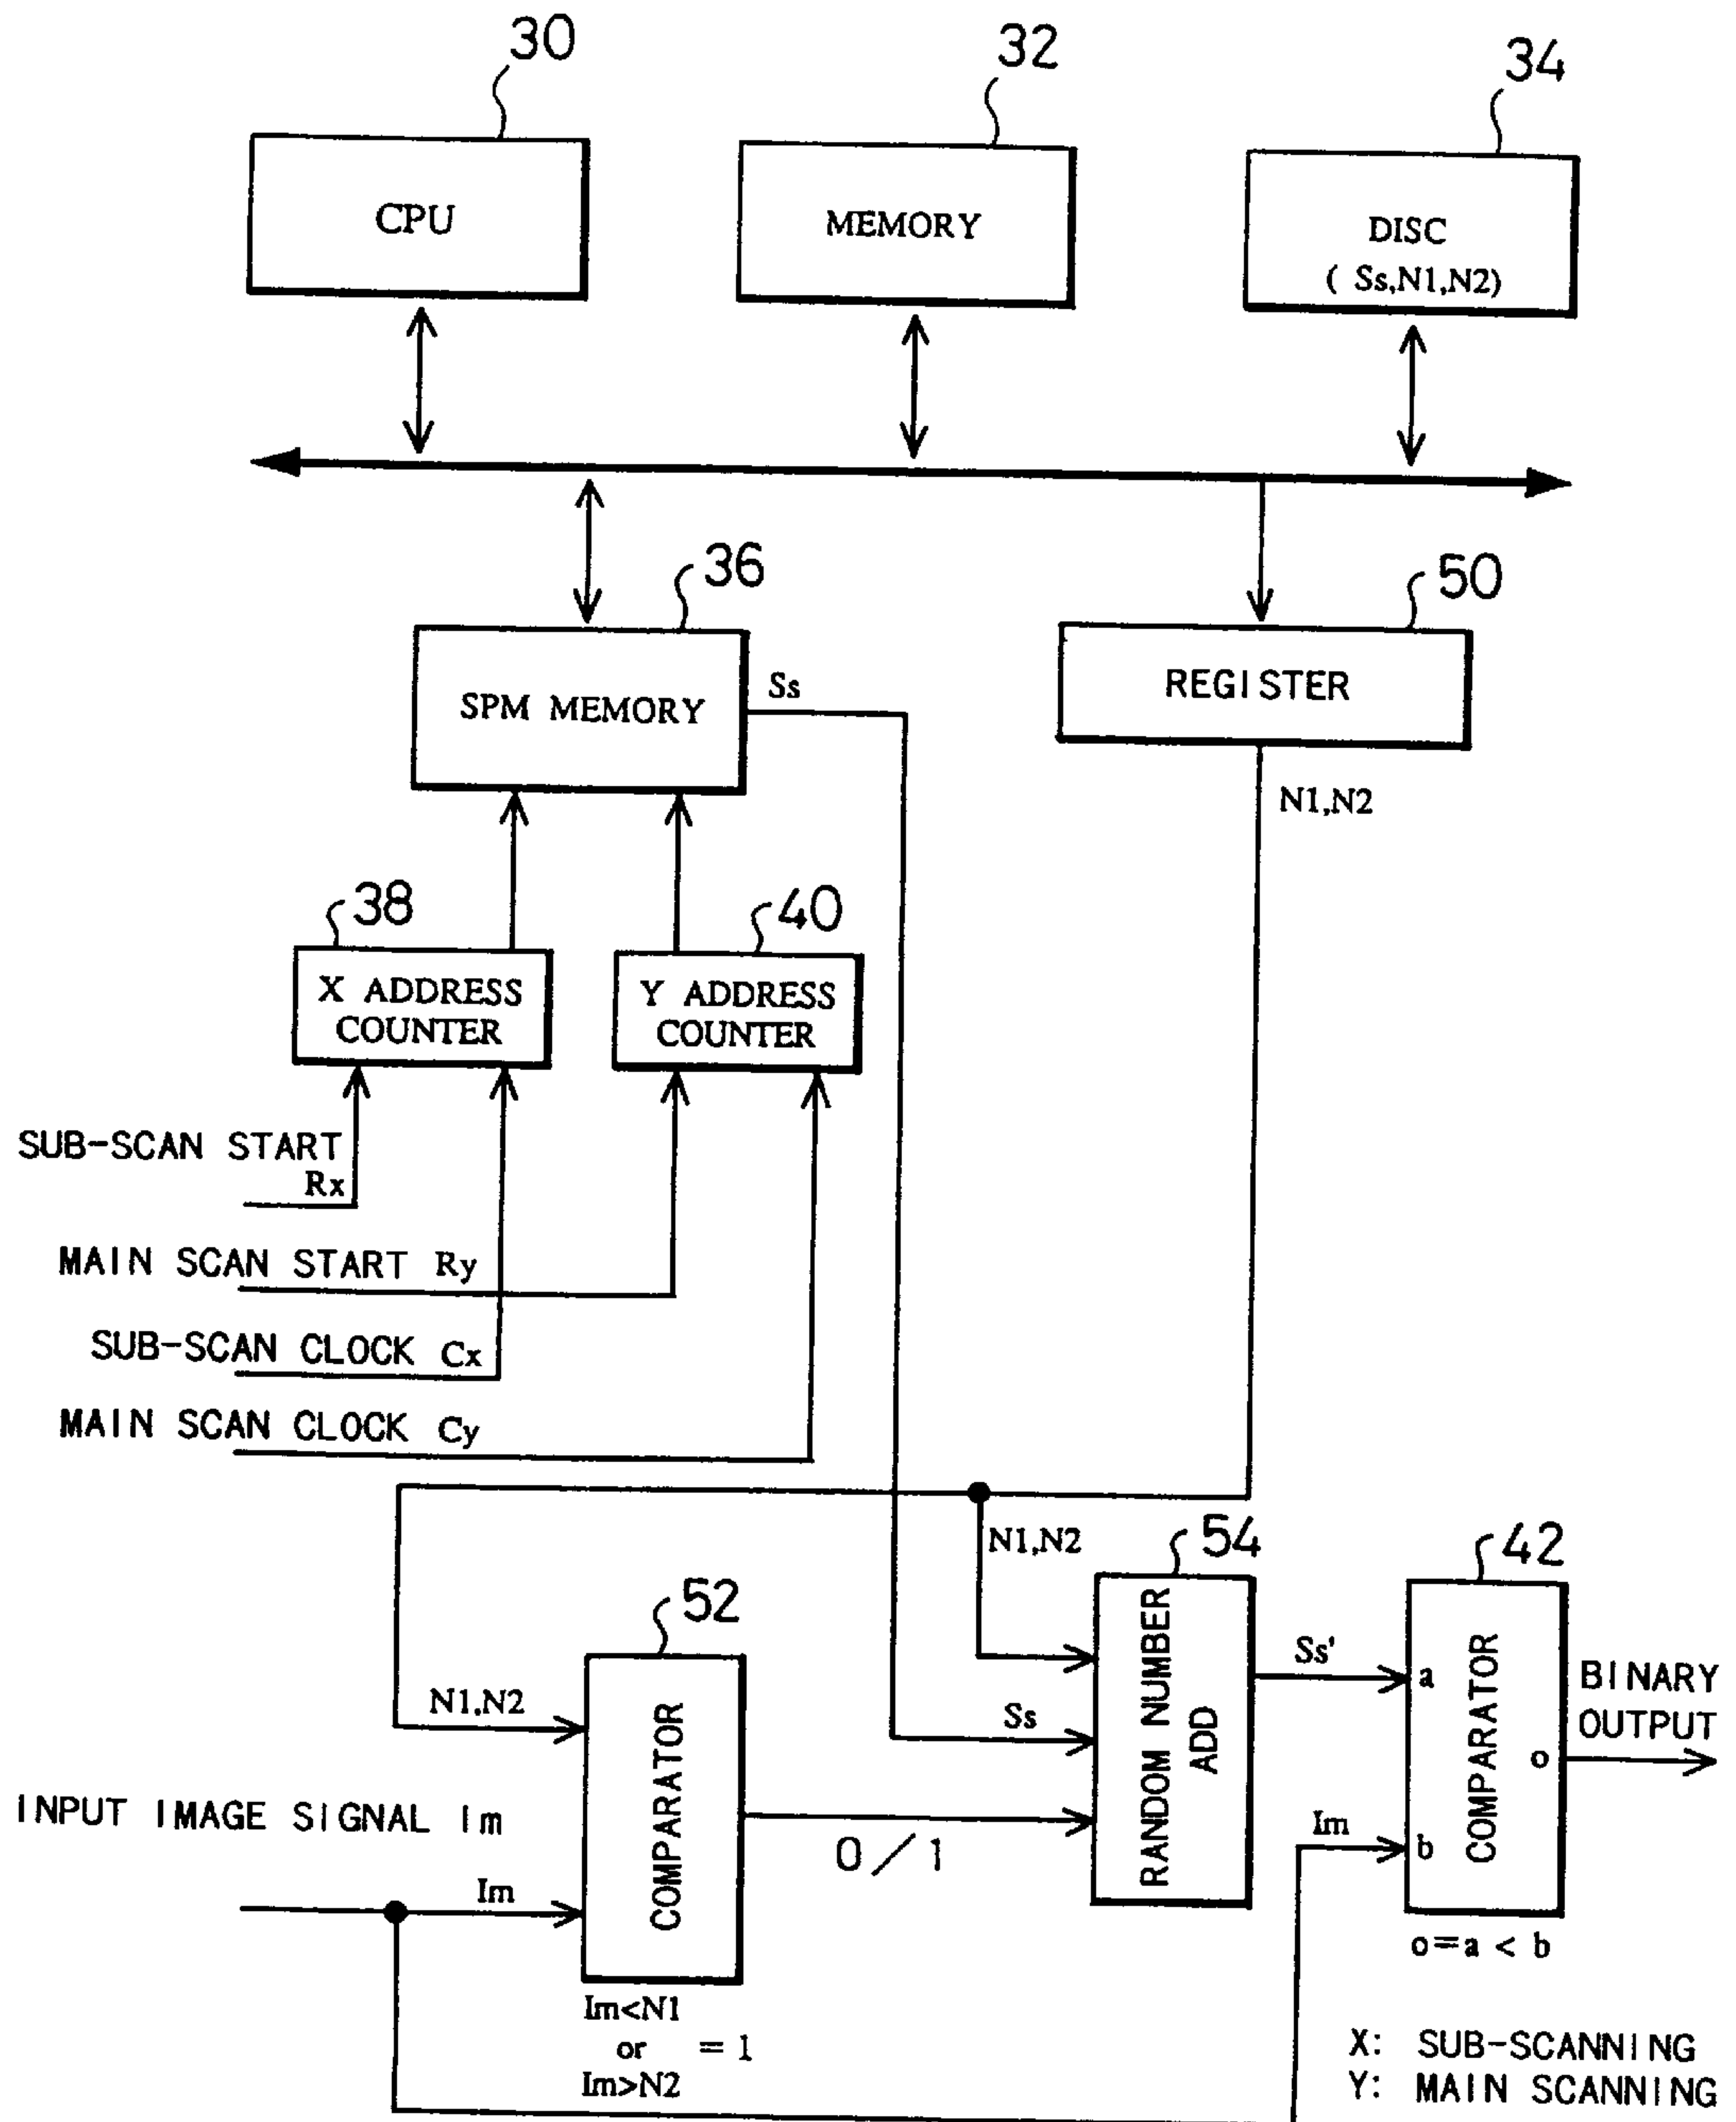 30
32
34
CPU
MEMORY
DISC
( Ss,N1,N2)
36
50
SPM MEMORY
Ss
REGISTER
N1,N2
38
40
X ADDRESS
COUNTER
Y ADDRESS
COUNTER
SUB-SCAN START
Rx
MAIN SCAN START Ry
SUB-SCAN CLOCK Cx
MAIN SCAN CLOCK Cy
N1,N2
54
42
52
N1,N2
Ss
Ss'
a
BINARY
OUTPUT
o
COMPARATOR
RANDOM NUMBER
ADD
COMPARATOR
INPUT IMAGE SIGNAL Im
Im
0/1
Im
b
o=a < b
Im<N1
or = 1
Im>N2
X: SUB-SCANNING
Y: MAIN SCANNING